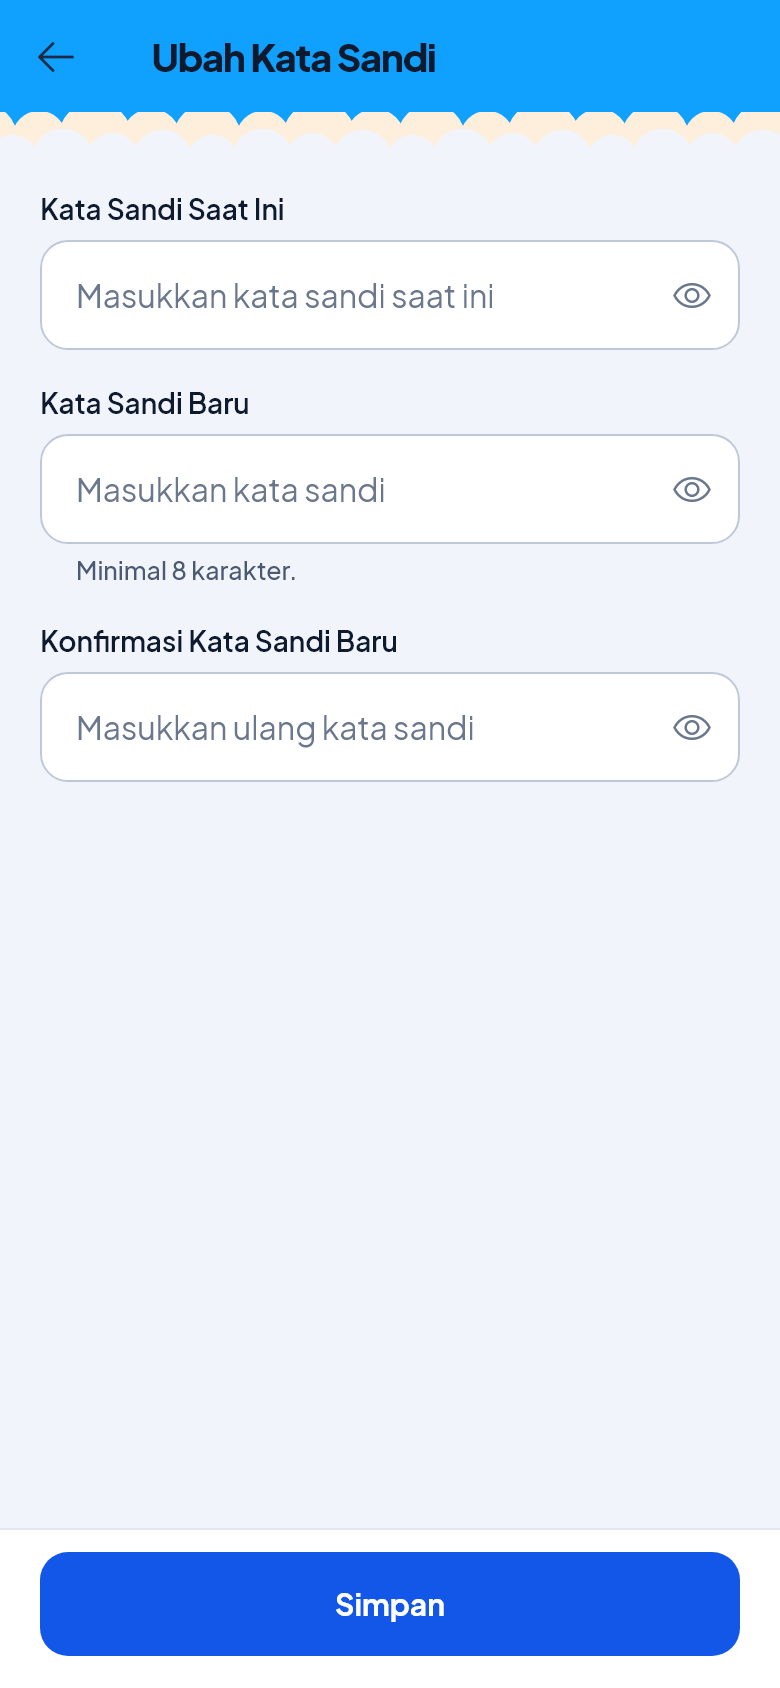 Ubah Kata Sandi
Kata Sandi Saat Ini
Masukkan kata sandi saat ini
Kata Sandi Baru
Masukkan kata sandi
Minimal 8 karakter.
Konfirmasi Kata Sandi Baru
Masukkan ulang kata sandi
Simpan